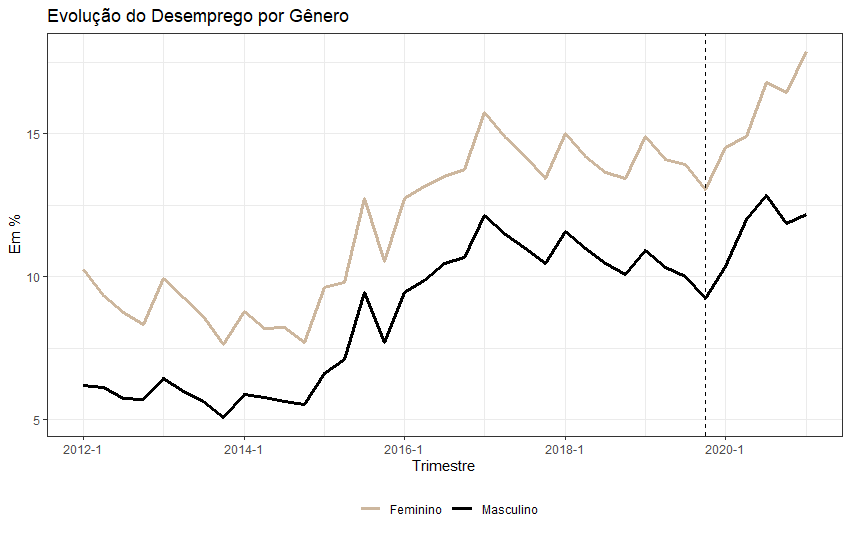 Evolução do Desemprego por Gênero
Em %
15
10
5
2012-1 2014-1 2016-1 2018-1 2020-1
Trimestre
Feminino Masculino